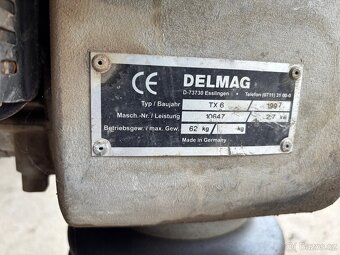 CE DELMAG
D-73730 Esslingen • Telefon (0711) 31 80-0
Typ / Baujahr TX 6 / 1997
Masch.-Nr. / Leistung 10647 / 2,7 kW
Betriebsgew. / max. Gew. 62 kg / kg
Made in Germany